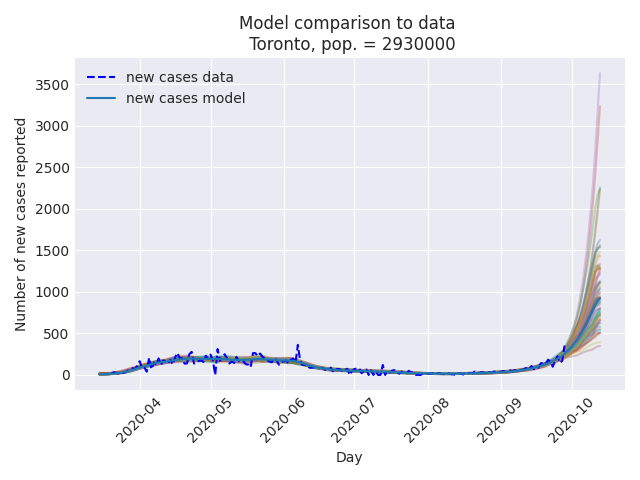 Model comparison to data
Toronto, pop. = 2930000
new cases data
new cases model
Number of new cases reported
3500
3000
2500
2000
1500
1000
500
0
2020-04
2020-05
2020-06
2020-07
2020-08
2020-09
2020-10
Day